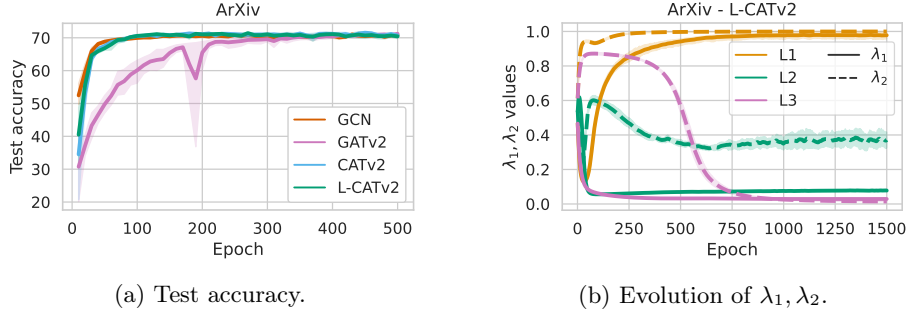 ArXiv
Test accuracy
70
60
50
40
30
20
0
100
200
300
400
500
Epoch
GCN
GATv2
CATv2
L-CATv2
(a) Test accuracy.
ArXiv - L-CATv2
λ₁, λ₂ values
1.0
0.8
0.6
0.4
0.2
0.0
0
250
500
750
1000
1250
1500
Epoch
L1
L2
L3
λ₁
λ₂
(b) Evolution of λ₁, λ₂.